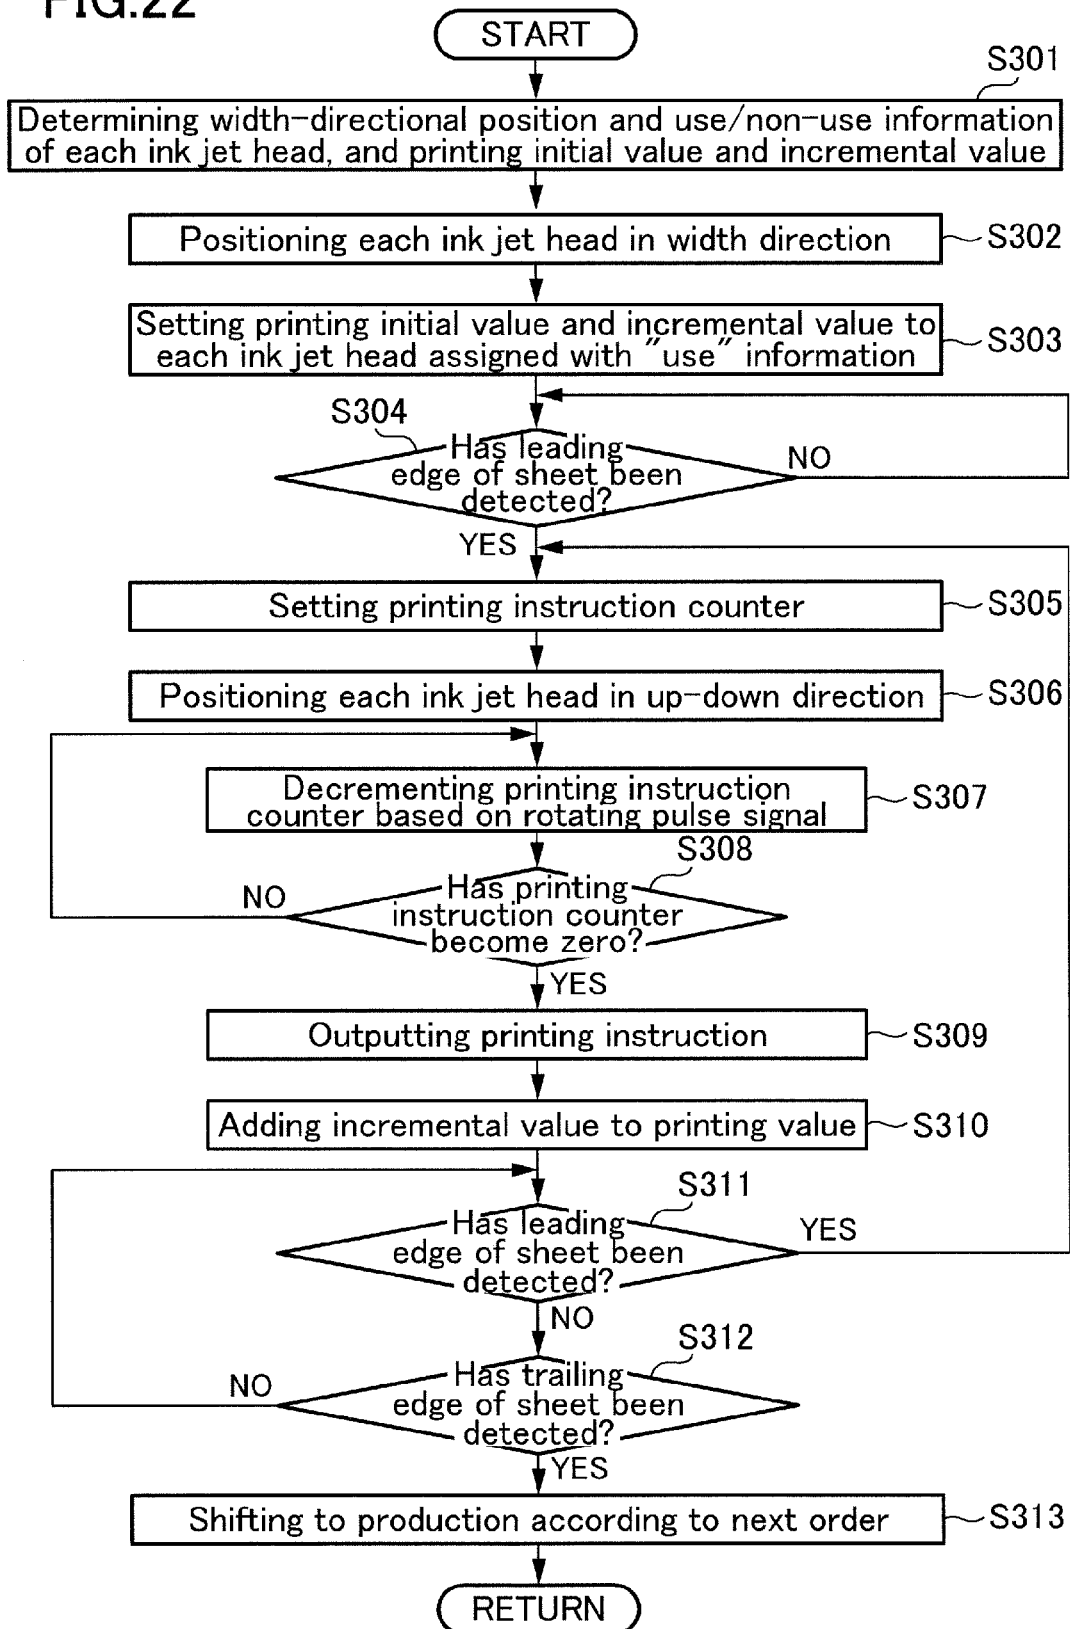 FIG.22
START
S301
Determining width-directional position and use/non-use information
of each ink jet head, and printing initial value and incremental value
Positioning each ink jet head in width direction
S302
Setting printing initial value and incremental value to
each ink jet head assigned with "use" information
S303
S304
Has leading
edge of sheet been
detected?
NO
YES
Setting printing instruction counter
S305
Positioning each ink jet head in up-down direction
S306
Decrementing printing instruction
counter based on rotating pulse signal
S307
S308
Has printing
instruction counter
become zero?
NO
YES
Outputting printing instruction
S309
Adding incremental value to printing value
S310
S311
Has leading
edge of sheet been
detected?
YES
NO
S312
Has trailing
edge of sheet been
detected?
NO
YES
Shifting to production according to next order
S313
RETURN